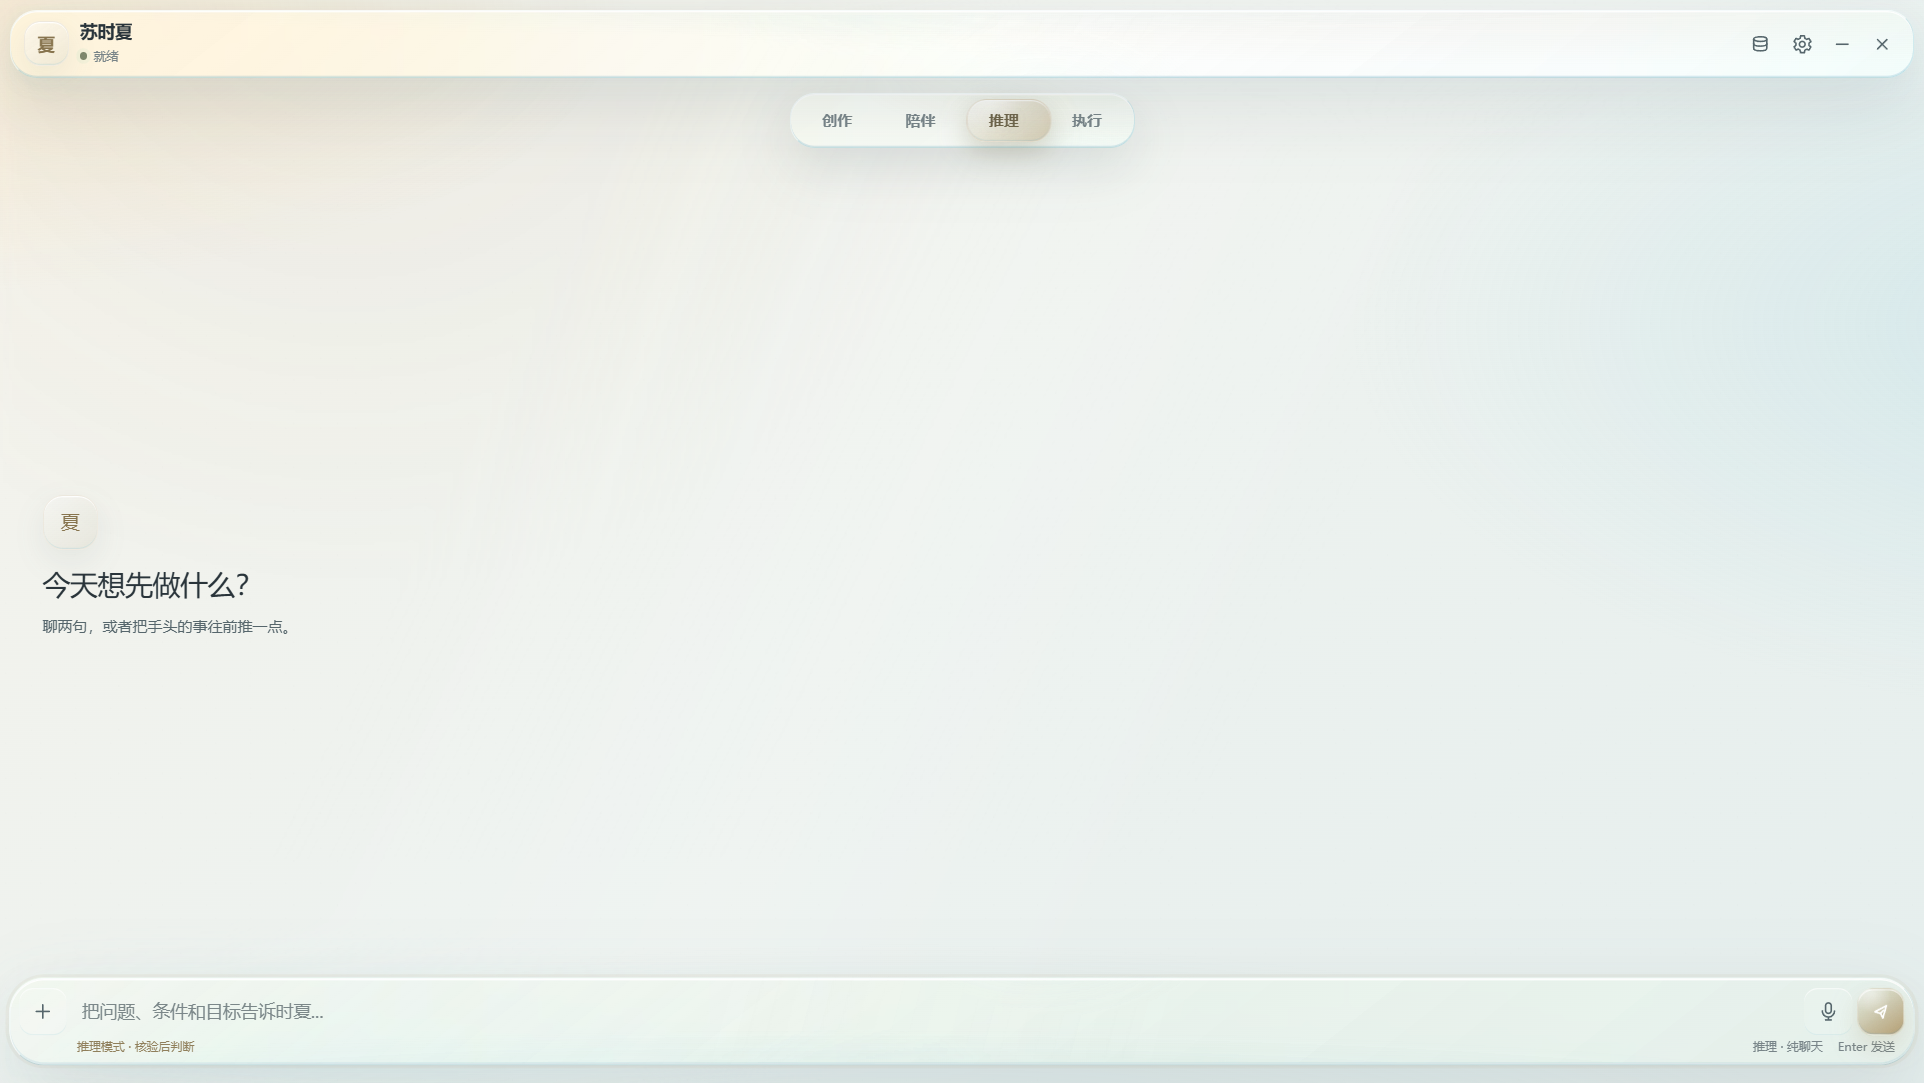 夏
苏时夏
就绪
创作
陪伴
推理
执行
夏
今天想先做什么？
聊两句，或者把手头的事往前推一点。
把问题、条件和目标告诉时夏...
推理模式 · 核验后判断
推理 · 纯聊天
Enter 发送